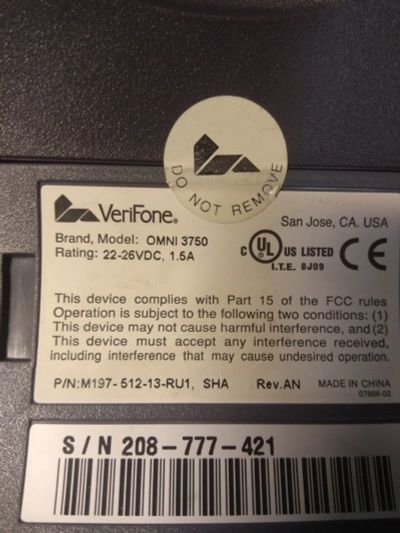 DO NOT REMOVE
VeriFone®
San Jose, CA. USA
Brand, Model: OMNI 3750
Rating: 22-26VDC, 1.5A
C UL US LISTED CE
I.T.E. 8J09
This device complies with Part 15 of the FCC rules
Operation is subject to the following two conditions: (1)
This device may not cause harmful interference, and (2)
This device must accept any interference received,
including interference that may cause undesired operation.
P/N:M197-512-13-RU1, SHA Rev.AN MADE IN CHINA
07866-02
S/N 208-777-421